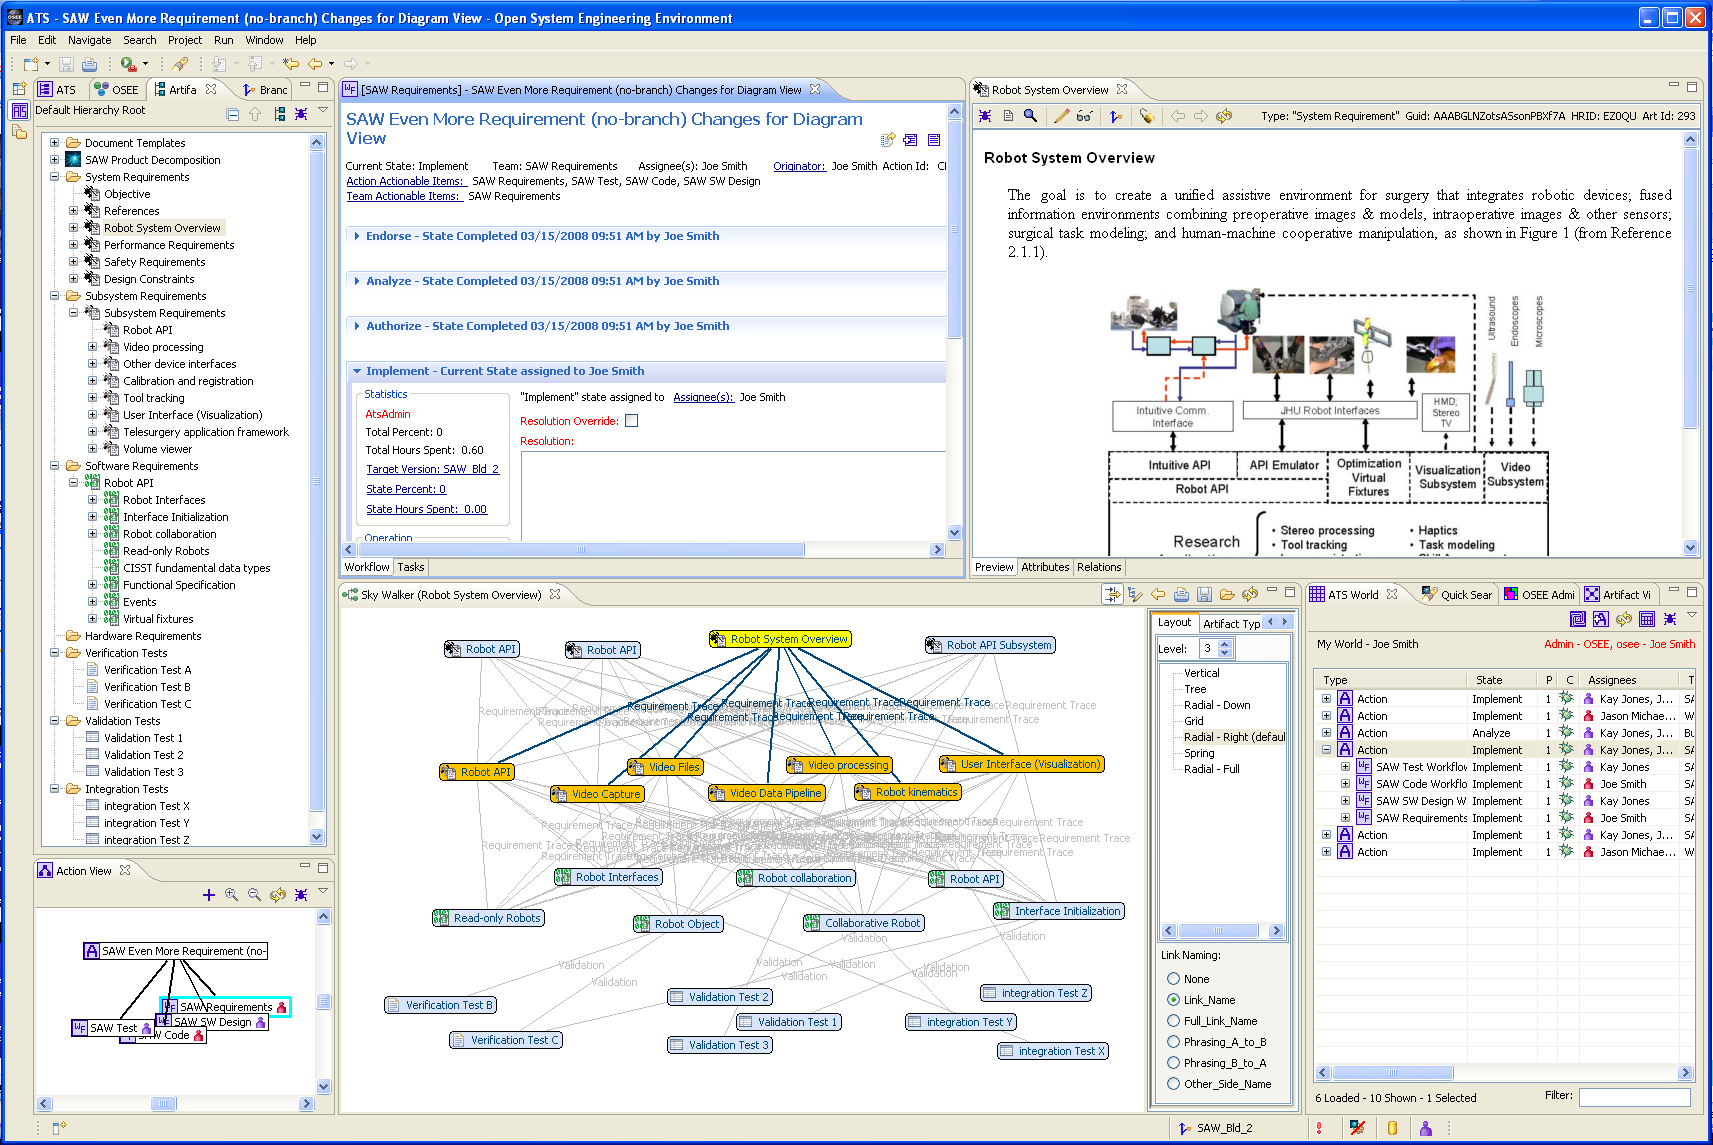 ATS - SAW Even More Requirement (no-branch) Changes for Diagram View - Open System Engineering Environment
File Edit Navigate Search Project Run Window Help
ATS OSEE Artifa Branc
Default Hierarchy Root
Document Templates
SAW Product Decomposition
System Requirements
Objective
References
Robot System Overview
Performance Requirements
Safety Requirements
Design Constraints
Subsystem Requirements
Subsystem Requirements
Robot API
Video processing
Other device interfaces
Calibration and registration
Tool tracking
User Interface (Visualization)
Telesurgery application framework
Volume viewer
Software Requirements
Robot API
Robot Interfaces
Interface Initialization
Robot collaboration
Read-only Robots
CISST fundamental data types
Functional Specification
Events
Virtual fixtures
Hardware Requirements
Verification Tests
Verification Test A
Verification Test B
Verification Test C
Validation Tests
Validation Test 1
Validation Test 2
Validation Test 3
Integration Tests
integration Test X
integration Test Y
integration Test Z
Action View
SAW Even More Requirement (no-
SAW Requirements
SAW Test
SAW SW Design
Code
[SAW Requirements] - SAW Even More Requirement (no-branch) Changes for Diagram View
SAW Even More Requirement (no-branch) Changes for Diagram
View
Current State: Implement Team: SAW Requirements Assignee(s): Joe Smith Originator: Joe Smith Action Id:
Action Actionable Items: SAW Requirements, SAW Test, SAW Code, SAW SW Design
Team Actionable Items: SAW Requirements
Endorse - State Completed 03/15/2008 09:51 AM by Joe Smith
Analyze - State Completed 03/15/2008 09:51 AM by Joe Smith
Authorize - State Completed 03/15/2008 09:51 AM by Joe Smith
Implement - Current State assigned to Joe Smith
Statistics
AtsAdmin
Total Percent: 0
Total Hours Spent: 0.60
Target Version: SAW_Bld_2
State Percent: 0
State Hours Spent: 0.00
Operation
"Implement" state assigned to Assignee(s): Joe Smith
Resolution Override:
Resolution:
Workflow Tasks
Robot System Overview
Type: "System Requirement" Guid: AAABGLNZotsASsonPBXf7A HRID: EZ0QU Art Id: 293
Robot System Overview
The goal is to create a unified assistive environment for surgery that integrates robotic devices; fused
information environments combining preoperative images & models, intraoperative images & other sensors;
surgical task modeling; and human-machine cooperative manipulation, as shown in Figure 1 (from Reference
2.1.1).
Ultrasound
Endoscopes
Microscopes
Intuitive Comm.
Interface
JHU Robot Interfaces
HMD;
Stereo
TV
Intuitive API
API Emulator
Robot API
Optimization
Virtual
Fixtures
Visualization
Subsystem
Video
Subsystem
Research
• Stereo processing
• Tool tracking
• Haptics
• Task modeling
Preview Attributes Relations
Sky Walker (Robot System Overview)
Robot API
Robot API
Robot System Overview
Robot API Subsystem
Requirement Trace
Requirement Trace
Requirement Trace
Requirement Trace
Requirement Trace
Requirement Trace
Robot API
Video Files
Video processing
User Interface (Visualization)
Video Capture
Video Data Pipeline
Robot kinematics
Robot Interfaces
Robot collaboration
Robot API
Read-only Robots
Robot Object
Collaborative Robot
Interface Initialization
Validation
Validation
Validation
Validation
Validation
Validation
Validation
Verification Test B
Validation Test 2
integration Test Z
Verification Test C
Validation Test 1
integration Test Y
Validation Test 3
integration Test X
Layout Artifact Typ
Level: 3
Vertical
Tree
Radial - Down
Grid
Radial - Right (defaul
Spring
Radial - Full
Link Naming:
None
Link_Name
Full_Link_Name
Phrasing_A_to_B
Phrasing_B_to_A
Other_Side_Name
ATS World Quick Sear OSEE Admi Artifact Vi
My World - Joe Smith Admin - OSEE, osee - Joe Smith
Type State P C Assignees T
Action Implement 1 Kay Jones, J... SA
Action Implement 1 Jason Michae... W
Action Analyze 1 Kay Jones, J... Bu
Action Implement 1 Kay Jones, J... SA
SAW Test Workflov Implement 1 Kay Jones SA
SAW Code Workflo Implement 1 Joe Smith SA
SAW SW Design W Implement 1 Kay Jones SA
SAW Requirements Implement 1 Joe Smith SA
Action Implement 1 Kay Jones, J... SA
Action Implement 1 Jason Michae... W
6 Loaded - 10 Shown - 1 Selected Filter:
SAW_Bld_2